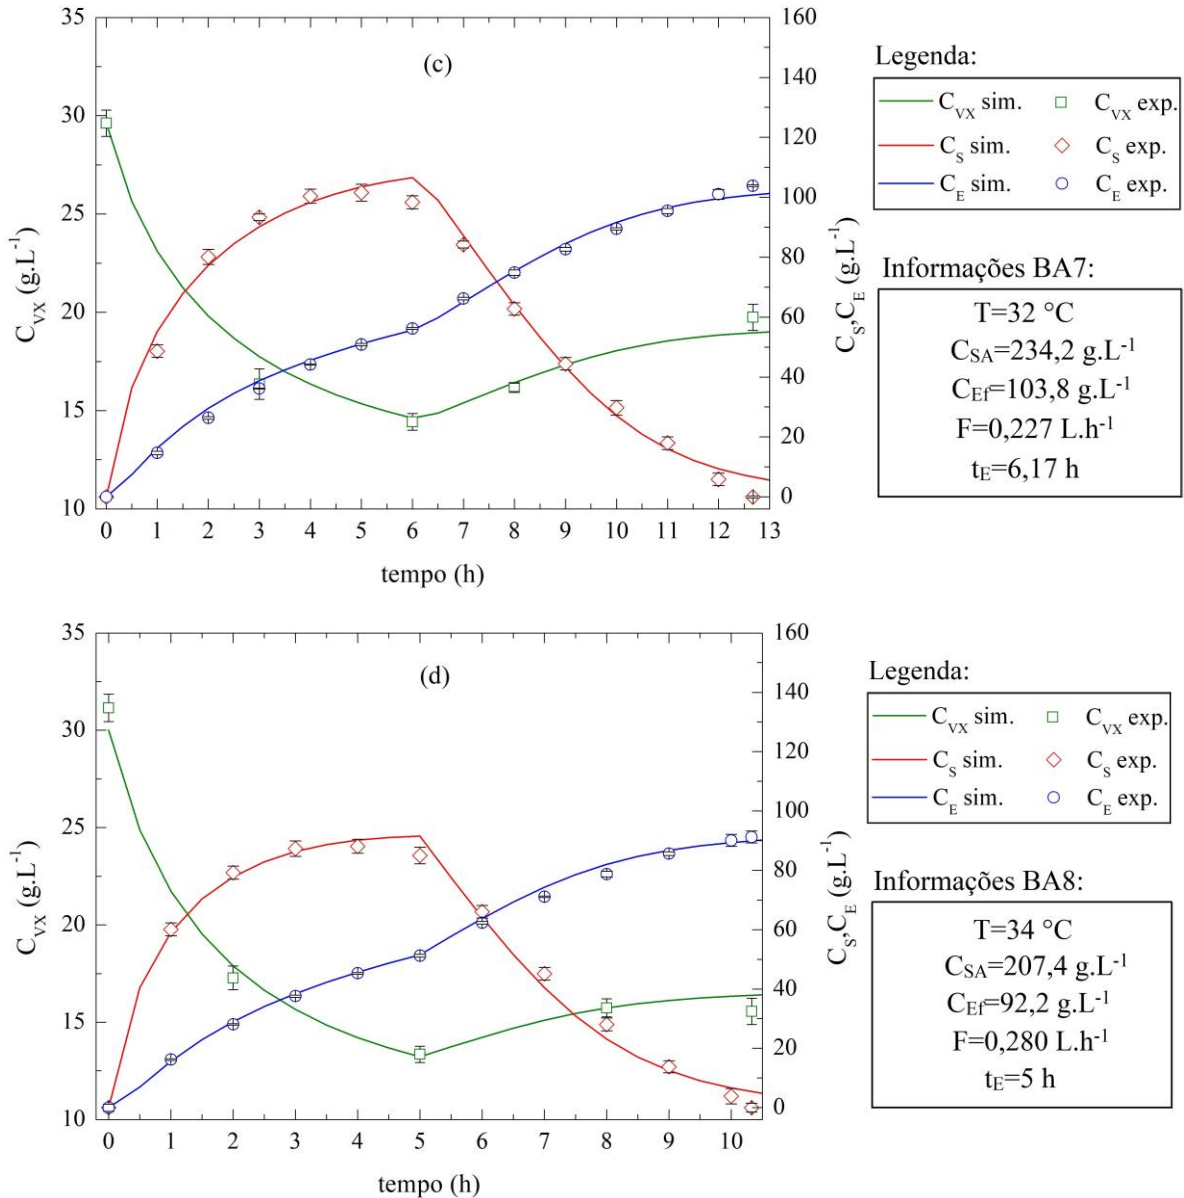 (c)
35
30
25
20
15
10
C_VX (g.L⁻¹)
160
140
120
100
80
60
40
20
0
C_S,C_E (g.L⁻¹)
0 1 2 3 4 5 6 7 8 9 10 11 12 13
tempo (h)
Legenda:
C_VX sim. C_VX exp.
C_S sim. C_S exp.
C_E sim. C_E exp.
Informações BA7:
T=32 °C
C_SA=234,2 g.L⁻¹
C_Ef=103,8 g.L⁻¹
F=0,227 L.h⁻¹
t_E=6,17 h
(d)
35
30
25
20
15
10
C_VX (g.L⁻¹)
160
140
120
100
80
60
40
20
0
C_S,C_E (g.L⁻¹)
0 1 2 3 4 5 6 7 8 9 10
tempo (h)
Legenda:
C_VX sim. C_VX exp.
C_S sim. C_S exp.
C_E sim. C_E exp.
Informações BA8:
T=34 °C
C_SA=207,4 g.L⁻¹
C_Ef=92,2 g.L⁻¹
F=0,280 L.h⁻¹
t_E=5 h